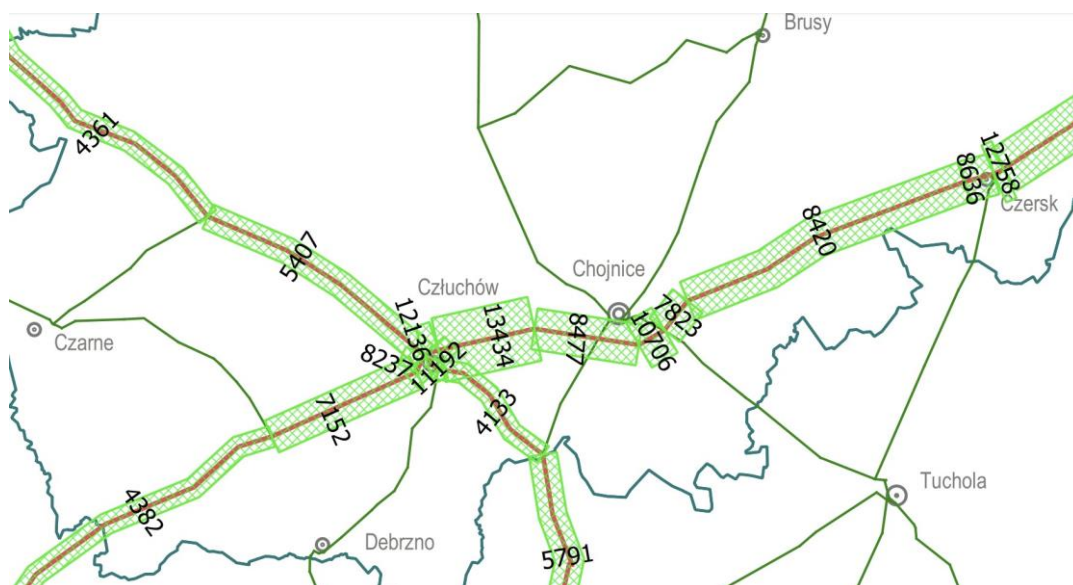 Brusy
4361
12758
8636
Czersk
8420
5407
Chojnice
Człuchów
12136
13434
8477
7823
10706
Czarne
8237
11192
7152
4133
4382
Tuchola
Debrzno
5791